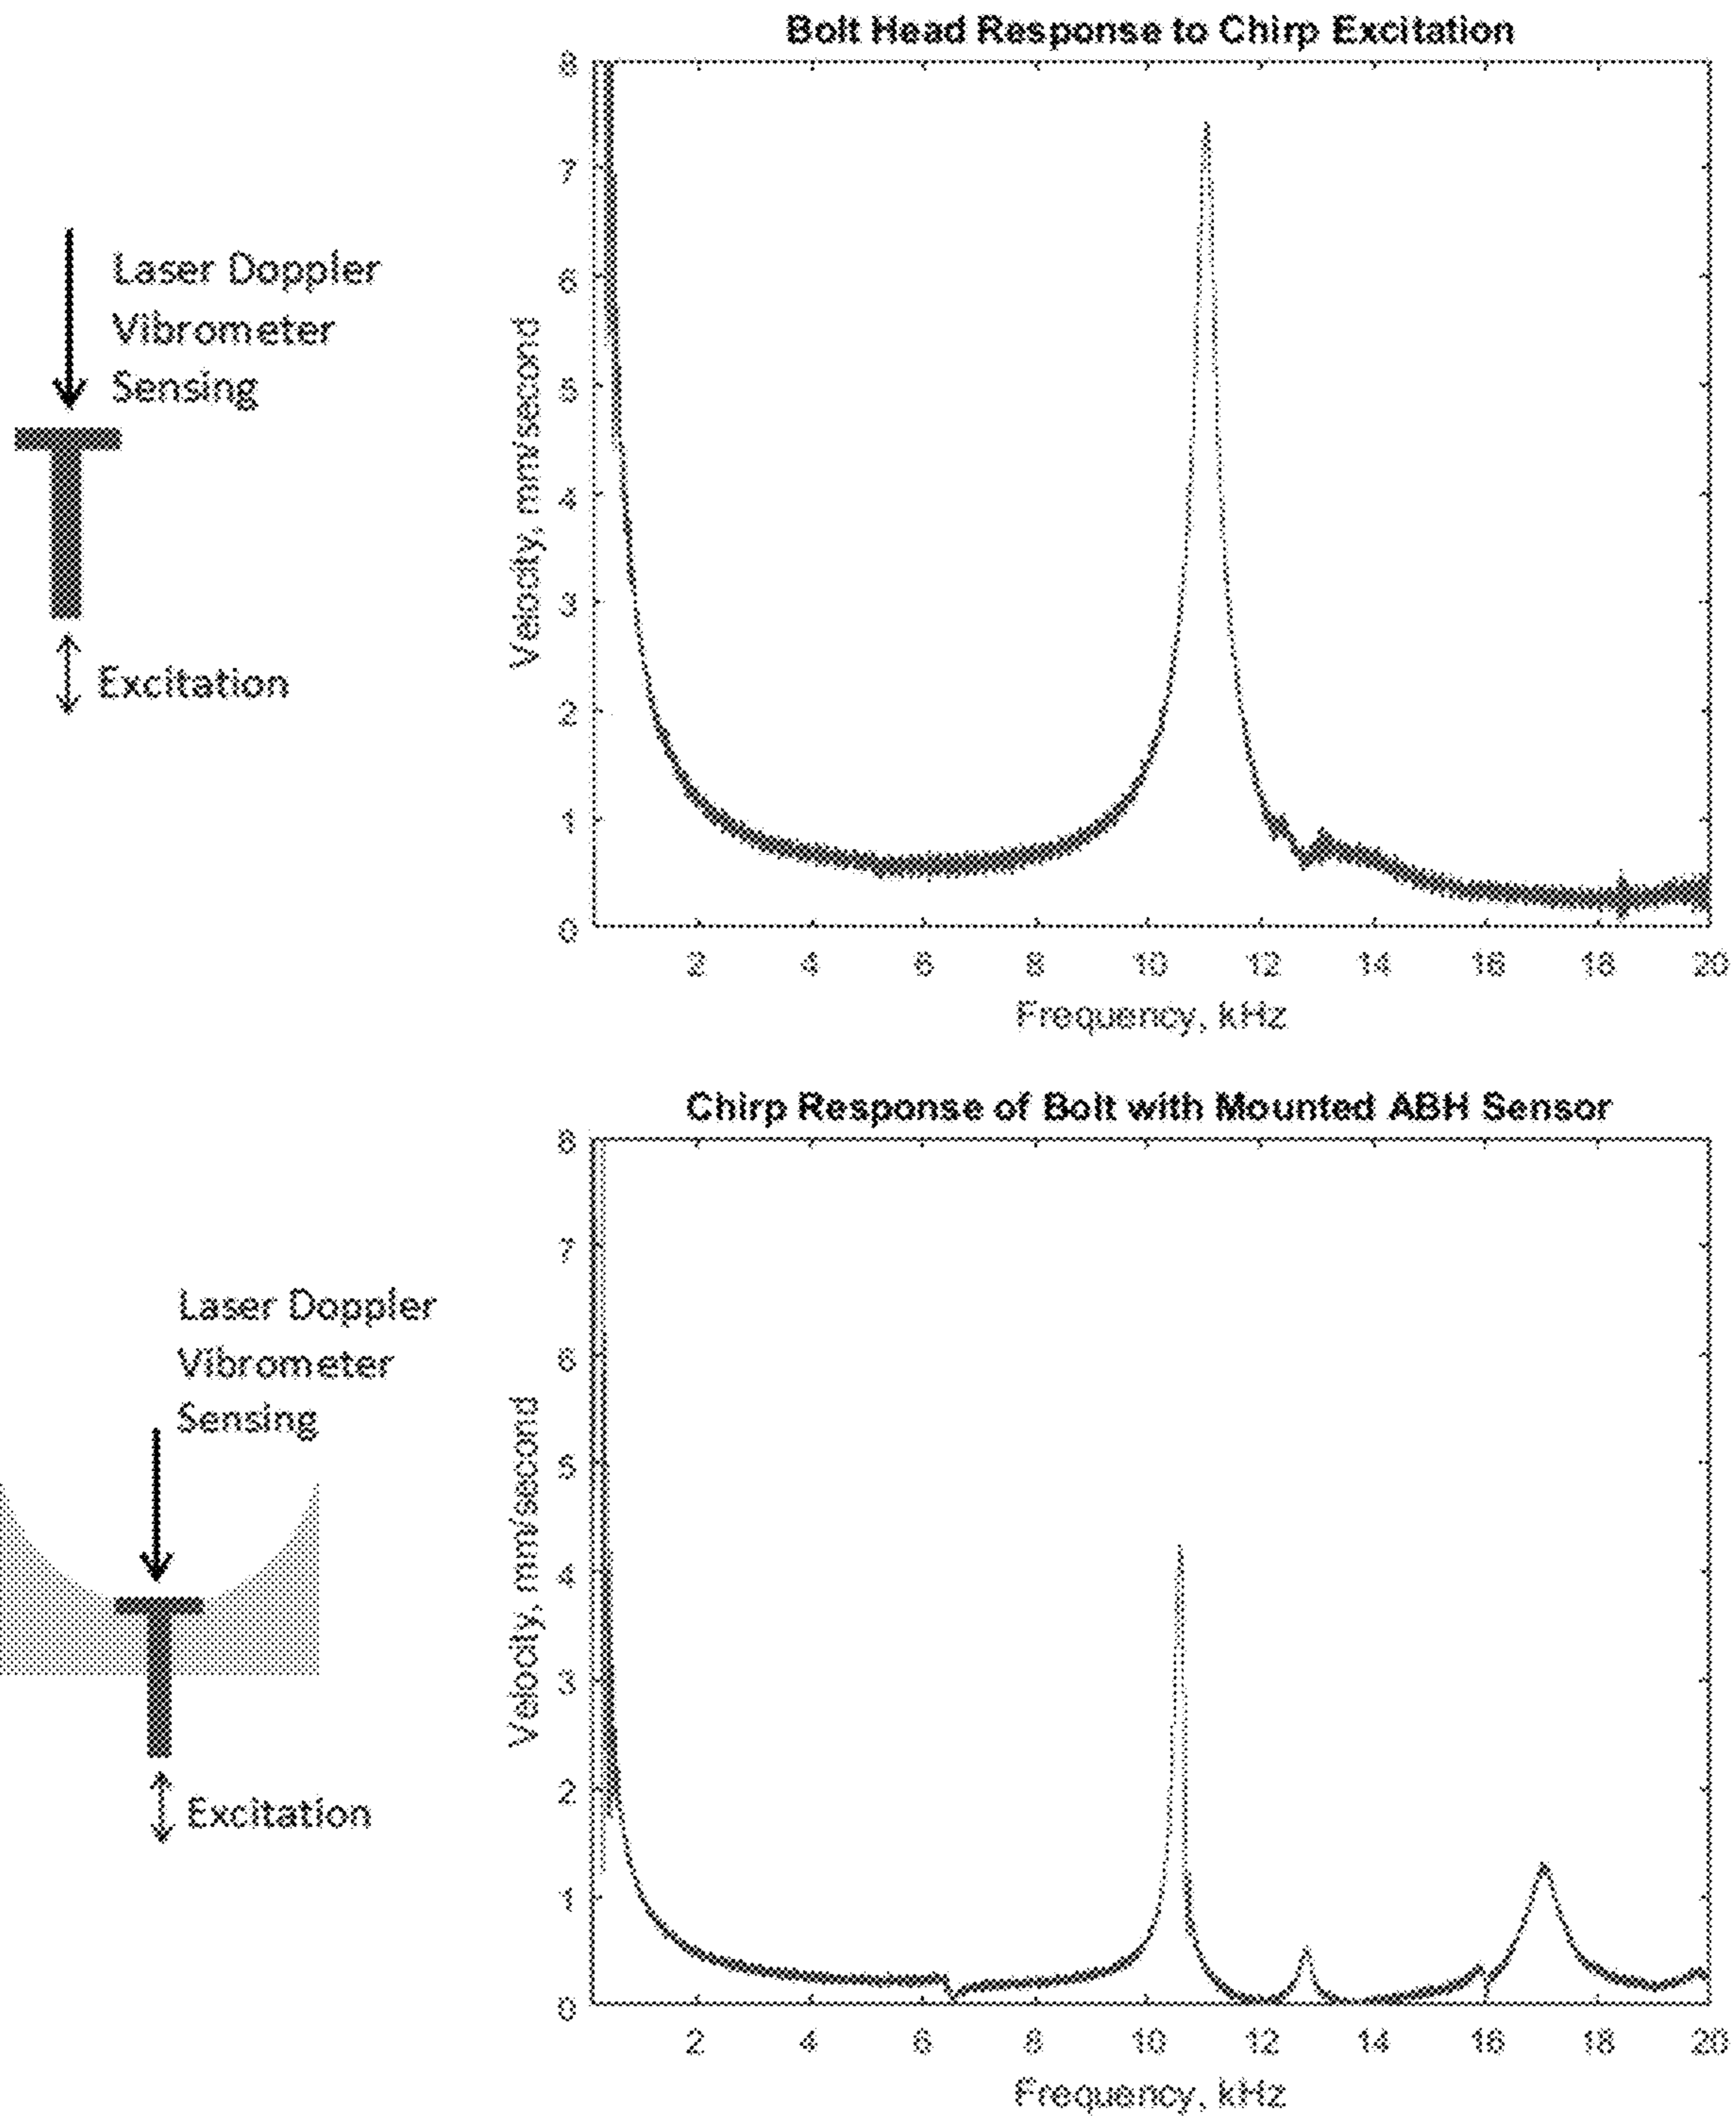 Bolt Head Response to Chirp Excitation
Laser Doppler
Vibrometer
Sensing
Excitation
Velocity, mm/second
8
7
6
5
4
3
2
1
0
2 4 6 8 10 12 14 16 18 20
Frequency, kHz
Chirp Response of Bolt with Mounted ABH Sensor
Laser Doppler
Vibrometer
Sensing
Excitation
Velocity, mm/second
8
7
6
5
4
3
2
1
0
2 4 6 8 10 12 14 16 18 20
Frequency, kHz